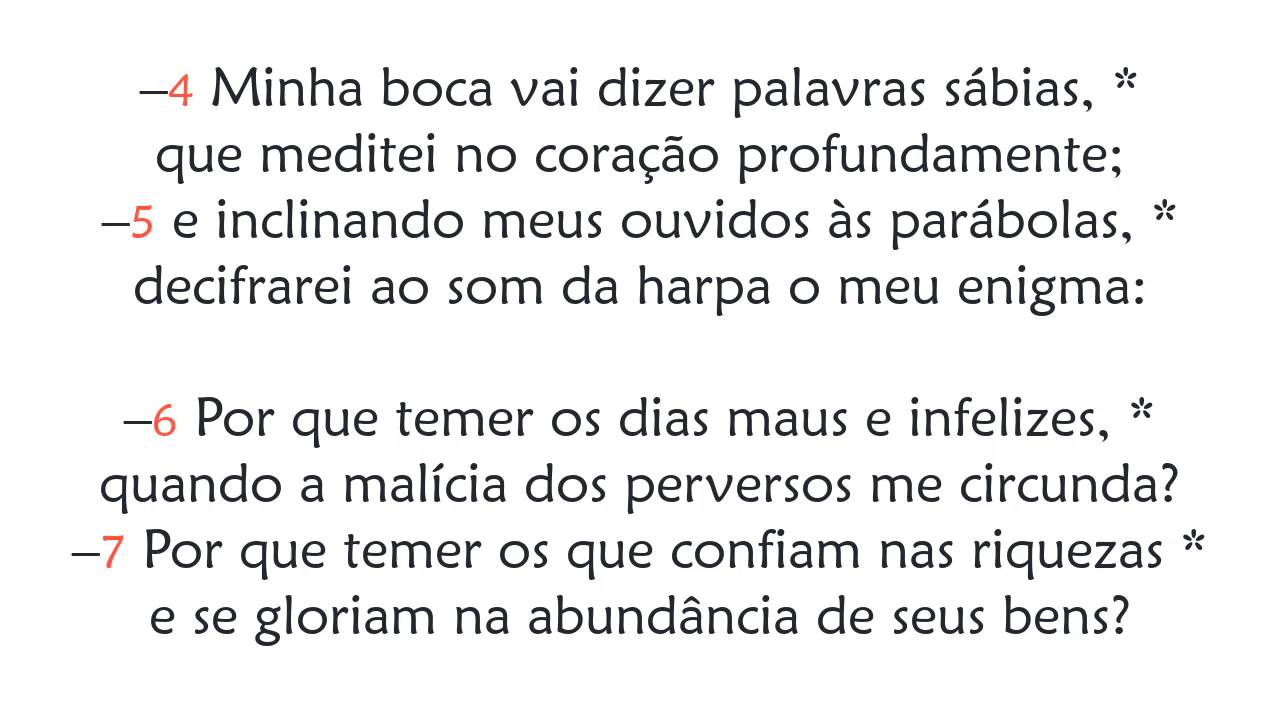 –4 Minha boca vai dizer palavras sábias, *
que meditei no coração profundamente;
–5 e inclinando meus ouvidos às parábolas, *
decifrarei ao som da harpa o meu enigma:
–6 Por que temer os dias maus e infelizes, *
quando a malícia dos perversos me circunda?
–7 Por que temer os que confiam nas riquezas *
e se gloriam na abundância de seus bens?